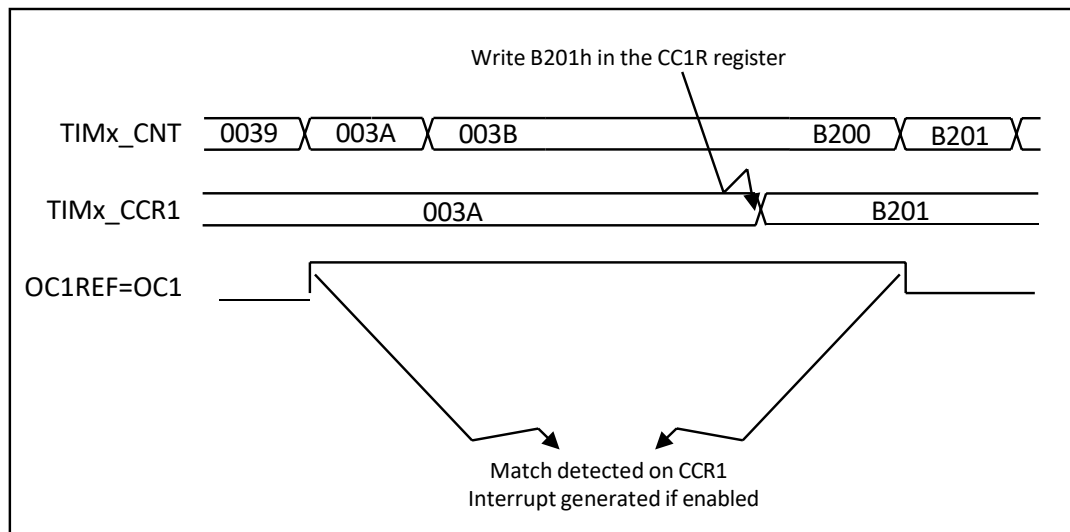 Write B201h in the CC1R register
TIMx_CNT 0039 003A 003B B200 B201
TIMx_CCR1 003A B201
OC1REF=OC1
Match detected on CCR1
Interrupt generated if enabled